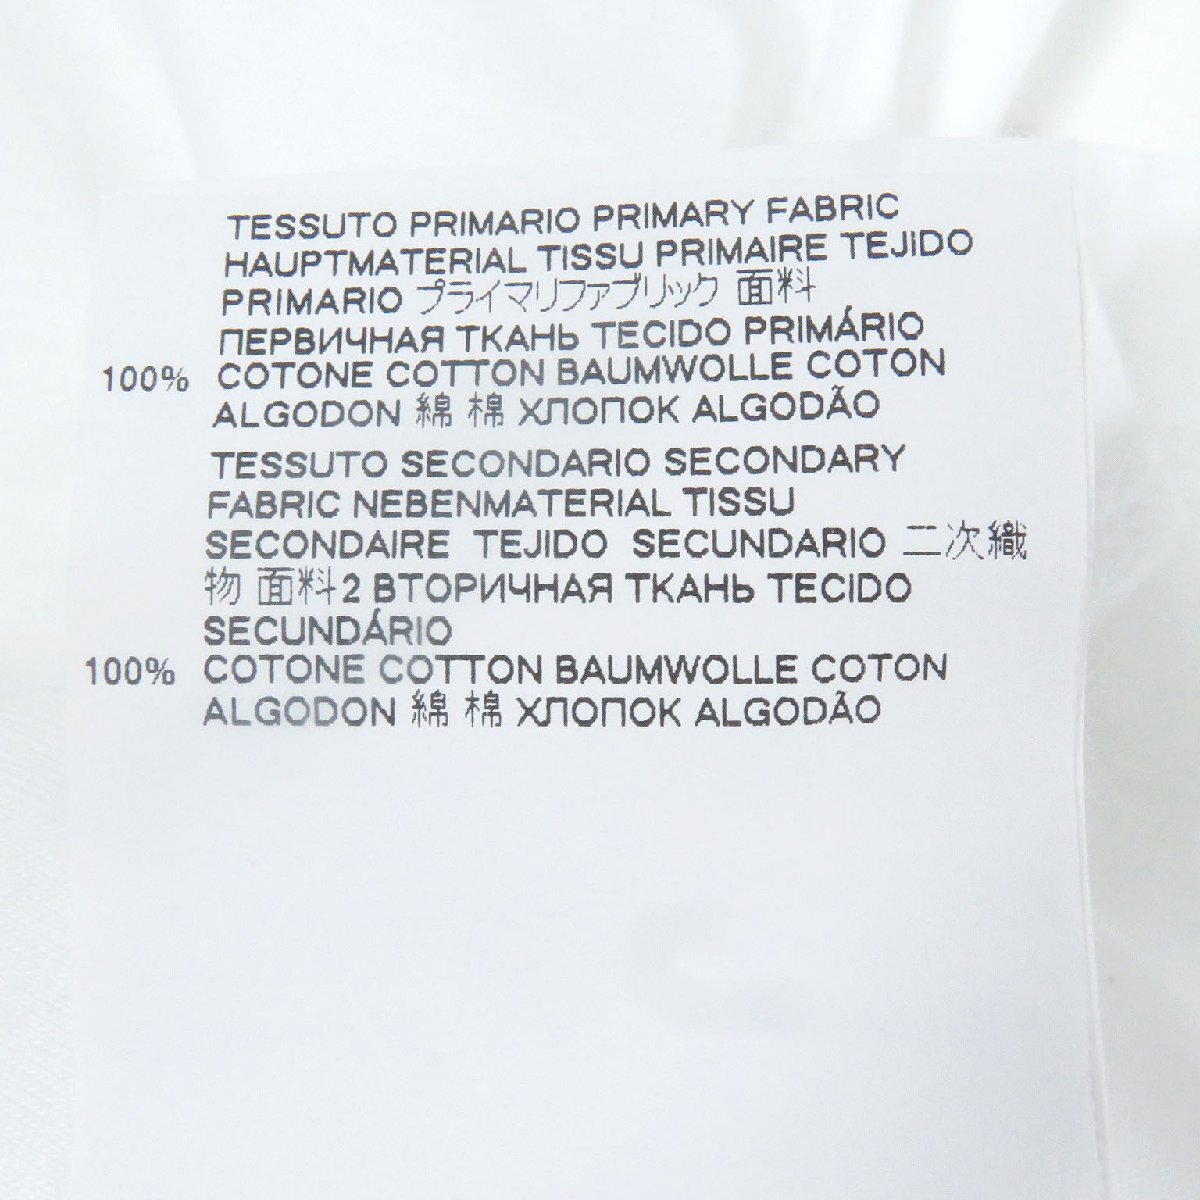 TESSUTO PRIMARIO PRIMARY FABRIC
HAUPTMATERIAL TISSU PRIMAIRE TEJIDO
PRIMARIO プライマリファブリック 面料
ПЕРВИЧНАЯ ТКАНЬ TECIDO PRIMÁRIO
100% COTONE COTTON BAUMWOLLE COTON
ALGODON 綿 棉 ХЛОПОК ALGODÃO
TESSUTO SECONDARIO SECONDARY
FABRIC NEBENMATERIAL TISSU
SECONDAIRE TEJIDO SECUNDARIO 二次織
物 面料2 ВТОРИЧНАЯ ТКАНЬ TECIDO
SECUNDÁRIO
100% COTONE COTTON BAUMWOLLE COTON
ALGODON 綿 棉 ХЛОПОК ALGODÃO